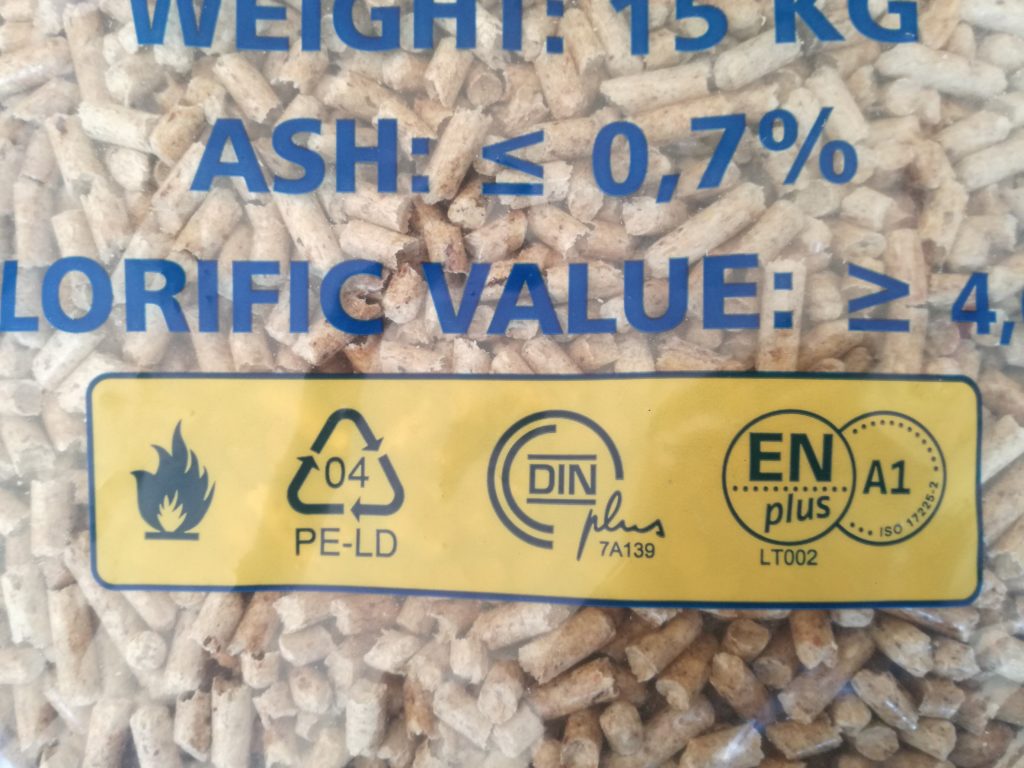 WEIGHT: 15 KG
ASH: ≤ 0,7%
LORIFIC VALUE: ≥ 4,
04
PE-LD
DIN
plus
7A139
EN
plus
LT002
A1
ISO 17225-2